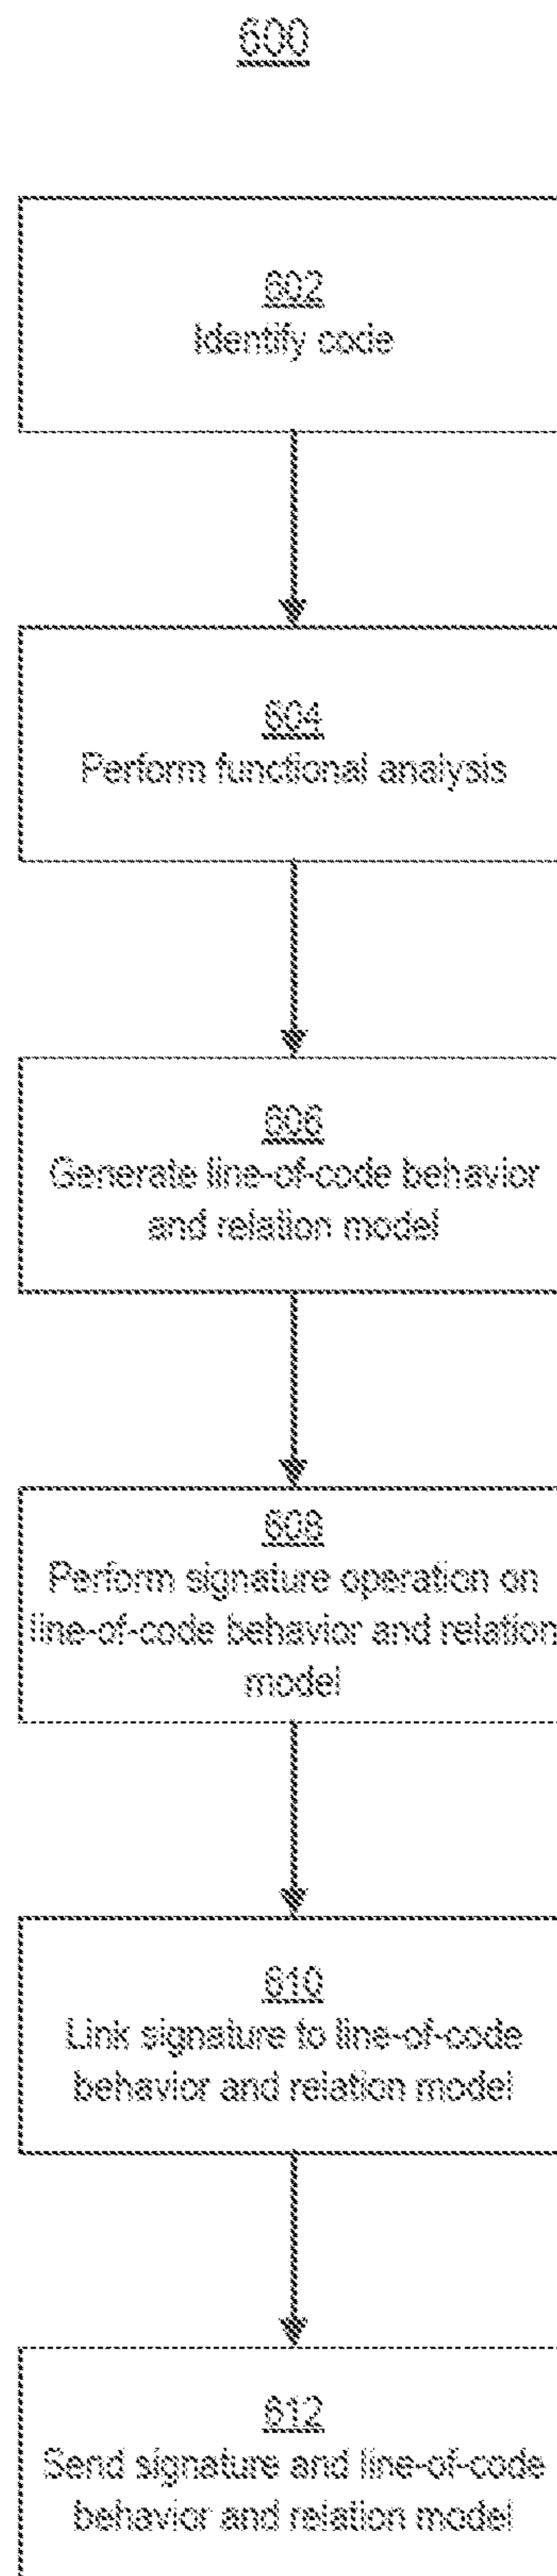 600
602
Identify code
604
Perform functional analysis
606
Generate line-of-code behavior
and relation model
608
Perform signature operation on
line-of-code behavior and relation
model
610
Link signature to line-of-code
behavior and relation model
612
Send signature and line-of-code
behavior and relation model